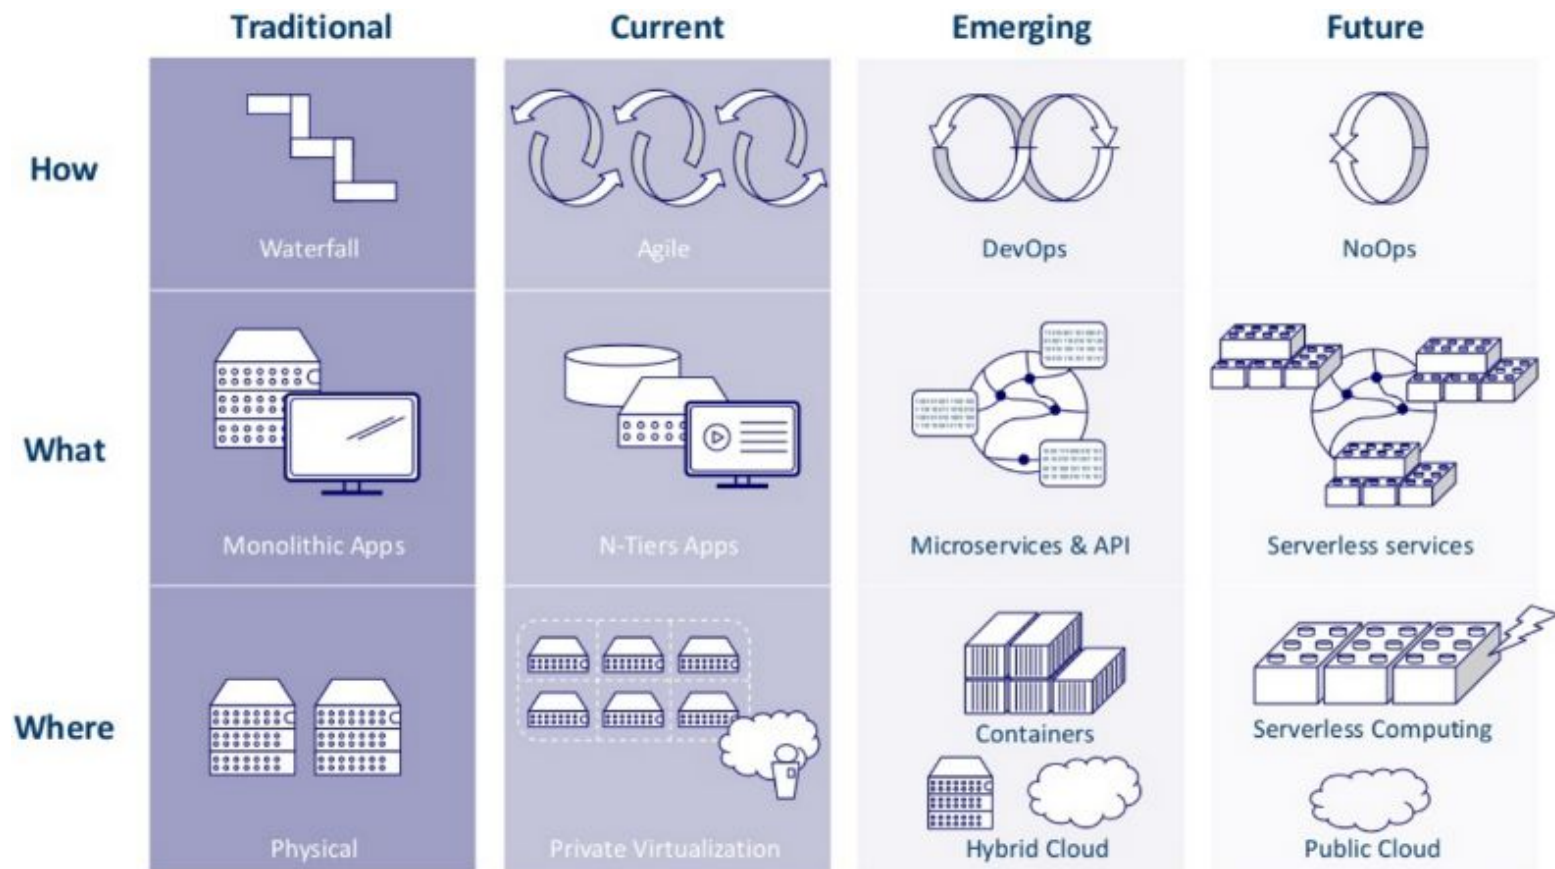 Traditional
Current
Emerging
Future
How
Waterfall
Agile
DevOps
NoOps
What
Monolithic Apps
N-Tiers Apps
Microservices & API
Serverless services
Where
Containers
Serverless Computing
D
Physical
Private Virtualization
Hybrid Cloud
Public Cloud